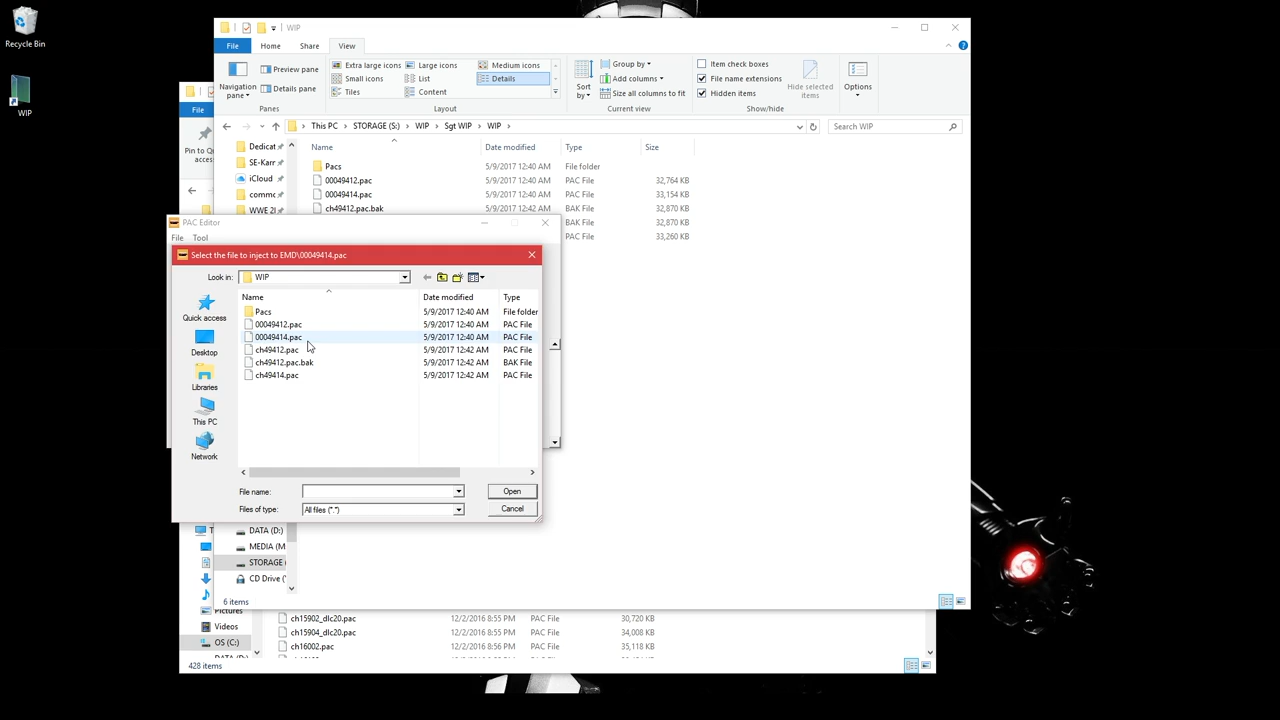 Recycle Bin
WIP
WIP
File Home Share View
Navigation pane
Preview pane
Details pane
Panes
Extra large icons Large icons Medium icons
Small icons List Details
Tiles Content
Layout
Sort by
Group by
Add columns
Size all columns to fit
Current view
Item check boxes
File name extensions
Hidden items
Hide selected items
Show/hide
Options
This PC > STORAGE (S:) > WIP > Sgt WIP > WIP >
Search WIP
File
Pin to Qu
acces
Dedicat
SE-Karr
iCloud
commo
WWE 2I
Name Date modified Type Size
Pacs 5/9/2017 12:40 AM File folder
00049412.pac 5/9/2017 12:40 AM PAC File 32,764 KB
00049414.pac 5/9/2017 12:40 AM PAC File 33,154 KB
ch49412.pac.bak 5/9/2017 12:42 AM BAK File 32,870 KB
BAK File 32,870 KB
PAC File 33,260 KB
PAC Editor
File Tool
Select the file to inject to EMD\00049414.pac
Look in: WIP
Quick access
Desktop
Libraries
This PC
Network
Name Date modified Type
Pacs 5/9/2017 12:40 AM File folder
00049412.pac 5/9/2017 12:40 AM PAC File
00049414.pac 5/9/2017 12:40 AM PAC File
ch49412.pac 5/9/2017 12:42 AM PAC File
ch49412.pac.bak 5/9/2017 12:42 AM BAK File
ch49414.pac 5/9/2017 12:42 AM PAC File
File name:
Open
Files of type: All files (*.*)
Cancel
DATA (D:)
MEDIA (M
STORAGE (
CD Drive (
6 items
Pictures
Videos
OS (C:)
DATA (D:)
ch15902_dlc20.pac 12/2/2016 8:55 PM PAC File 30,720 KB
ch15904_dlc20.pac 12/2/2016 8:55 PM PAC File 34,008 KB
ch16002.pac 12/2/2016 8:54 PM PAC File 35,118 KB
428 items